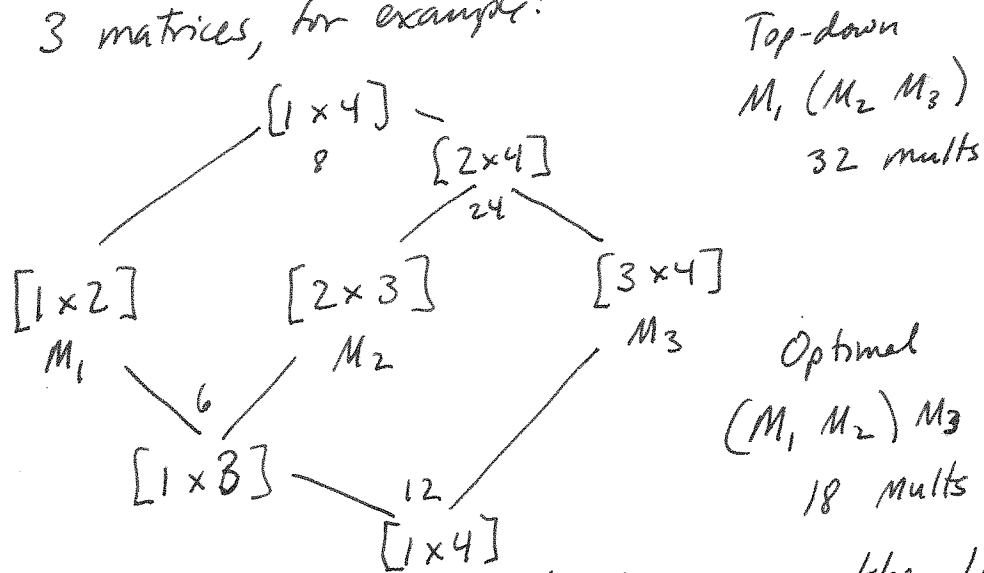 3 matrices, for example:
Top-down
M₁ (M₂ M₃)
32 mults
[1 × 4]
8
[2×4]
24
[1 × 2]
M₁
[2 × 3]
M₂
[3 × 4]
M₃
Optimal
(M₁ M₂) M₃
18 mults
6
[1 × 3]
12
[1 × 4]